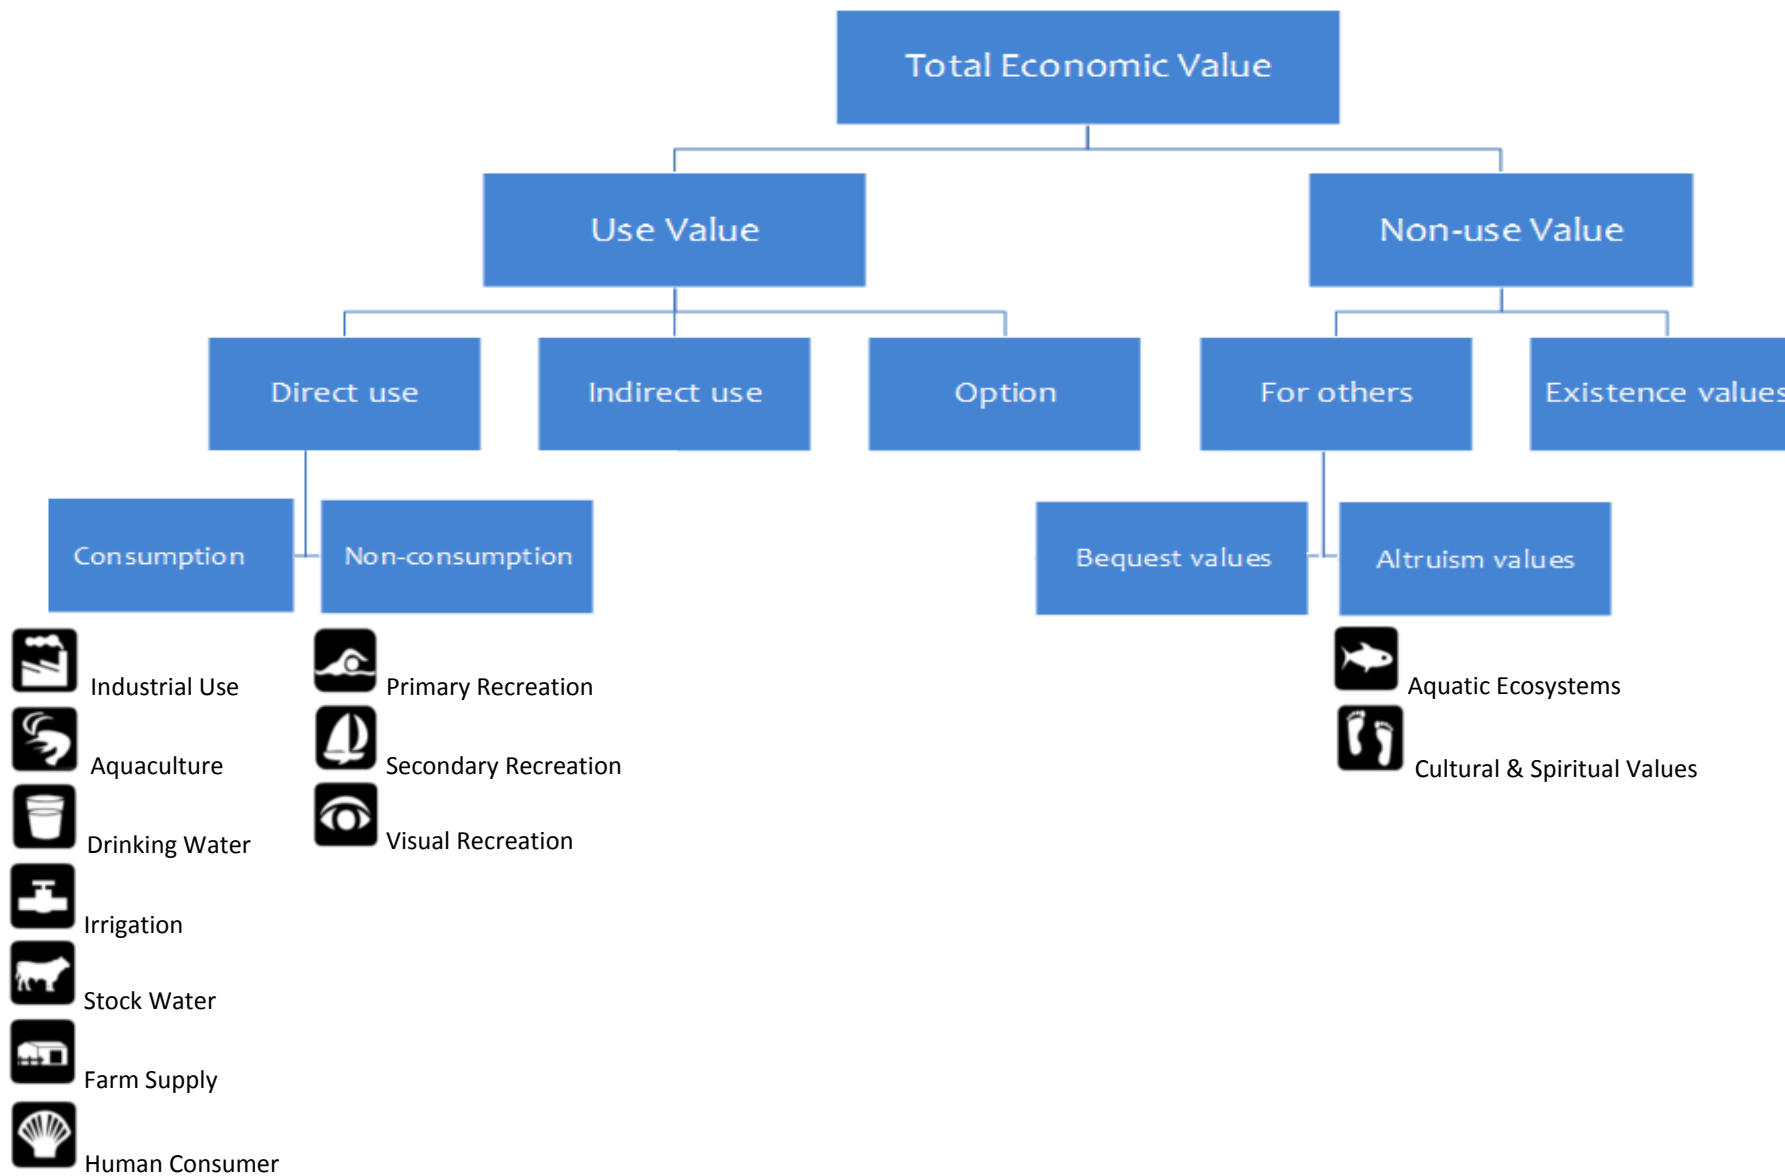 Total Economic Value
Use Value
Non-use Value
Direct use
Indirect use
Option
For others
Existence values
Consumption
Non-consumption
Bequest values
Altruism values
Industrial Use
Primary Recreation
Aquatic Ecosystems
Aquaculture
Secondary Recreation
Cultural & Spiritual Values
Drinking Water
Visual Recreation
Irrigation
Stock Water
Farm Supply
Human Consumer